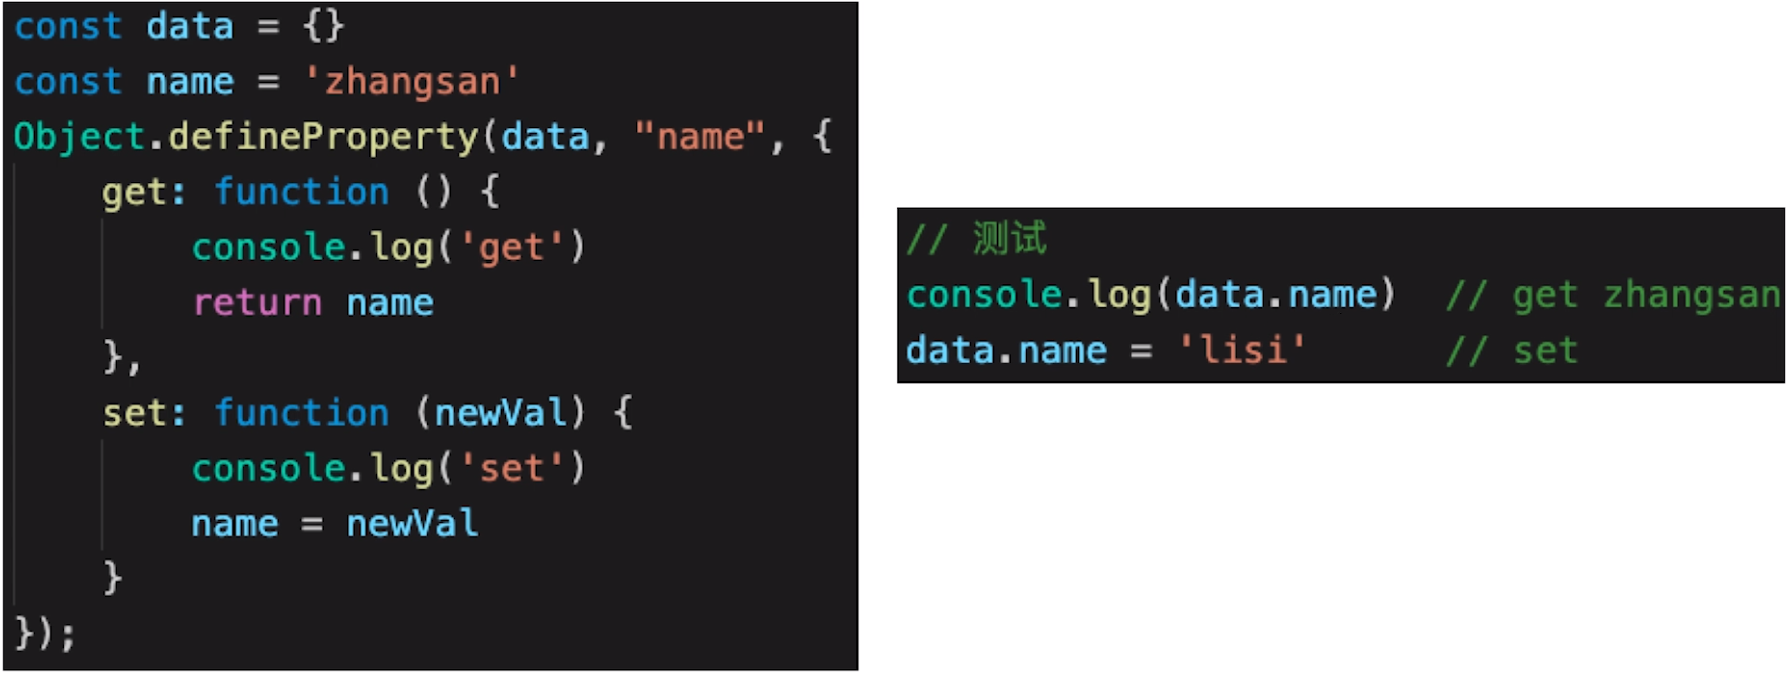 const data = {}
const name = 'zhangsan'
Object.defineProperty(data, "name", {
    get: function () {
        console.log('get')
        return name
    },
    set: function (newVal) {
        console.log('set')
        name = newVal
    }
});
// 测试
console.log(data.name)  // get zhangsan
data.name = 'lisi'      // set